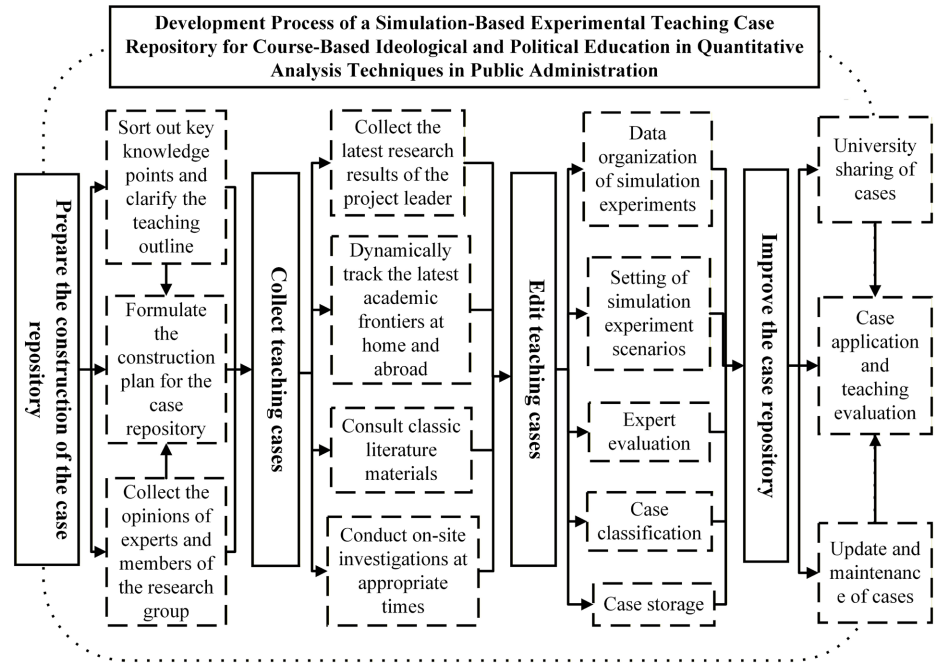 Development Process of a Simulation-Based Experimental Teaching Case
Repository for Course-Based Ideological and Political Education in Quantitative
Analysis Techniques in Public Administration
Prepare the construction of the case
repository
Sort out key
knowledge
points and
clarify the
teaching
outline
Formulate
the
construction
plan for the
case
repository
Collect the
opinions of
experts and
members of
the research
group
Collect teaching cases
Collect the
latest research
results of the
project leader
Dynamically
track the latest
academic
frontiers at
home and
abroad
Consult classic
literature
materials
Conduct on-site
investigations at
appropriate
times
Edit teaching cases
Data
organization
of simulation
experiments
Setting of
simulation
experiment
scenarios
Expert
evaluation
Case
classification
Case storage
Improve the case repository
University
sharing of
cases
Case
application
and
teaching
evaluation
Update and
maintenanc
e of cases